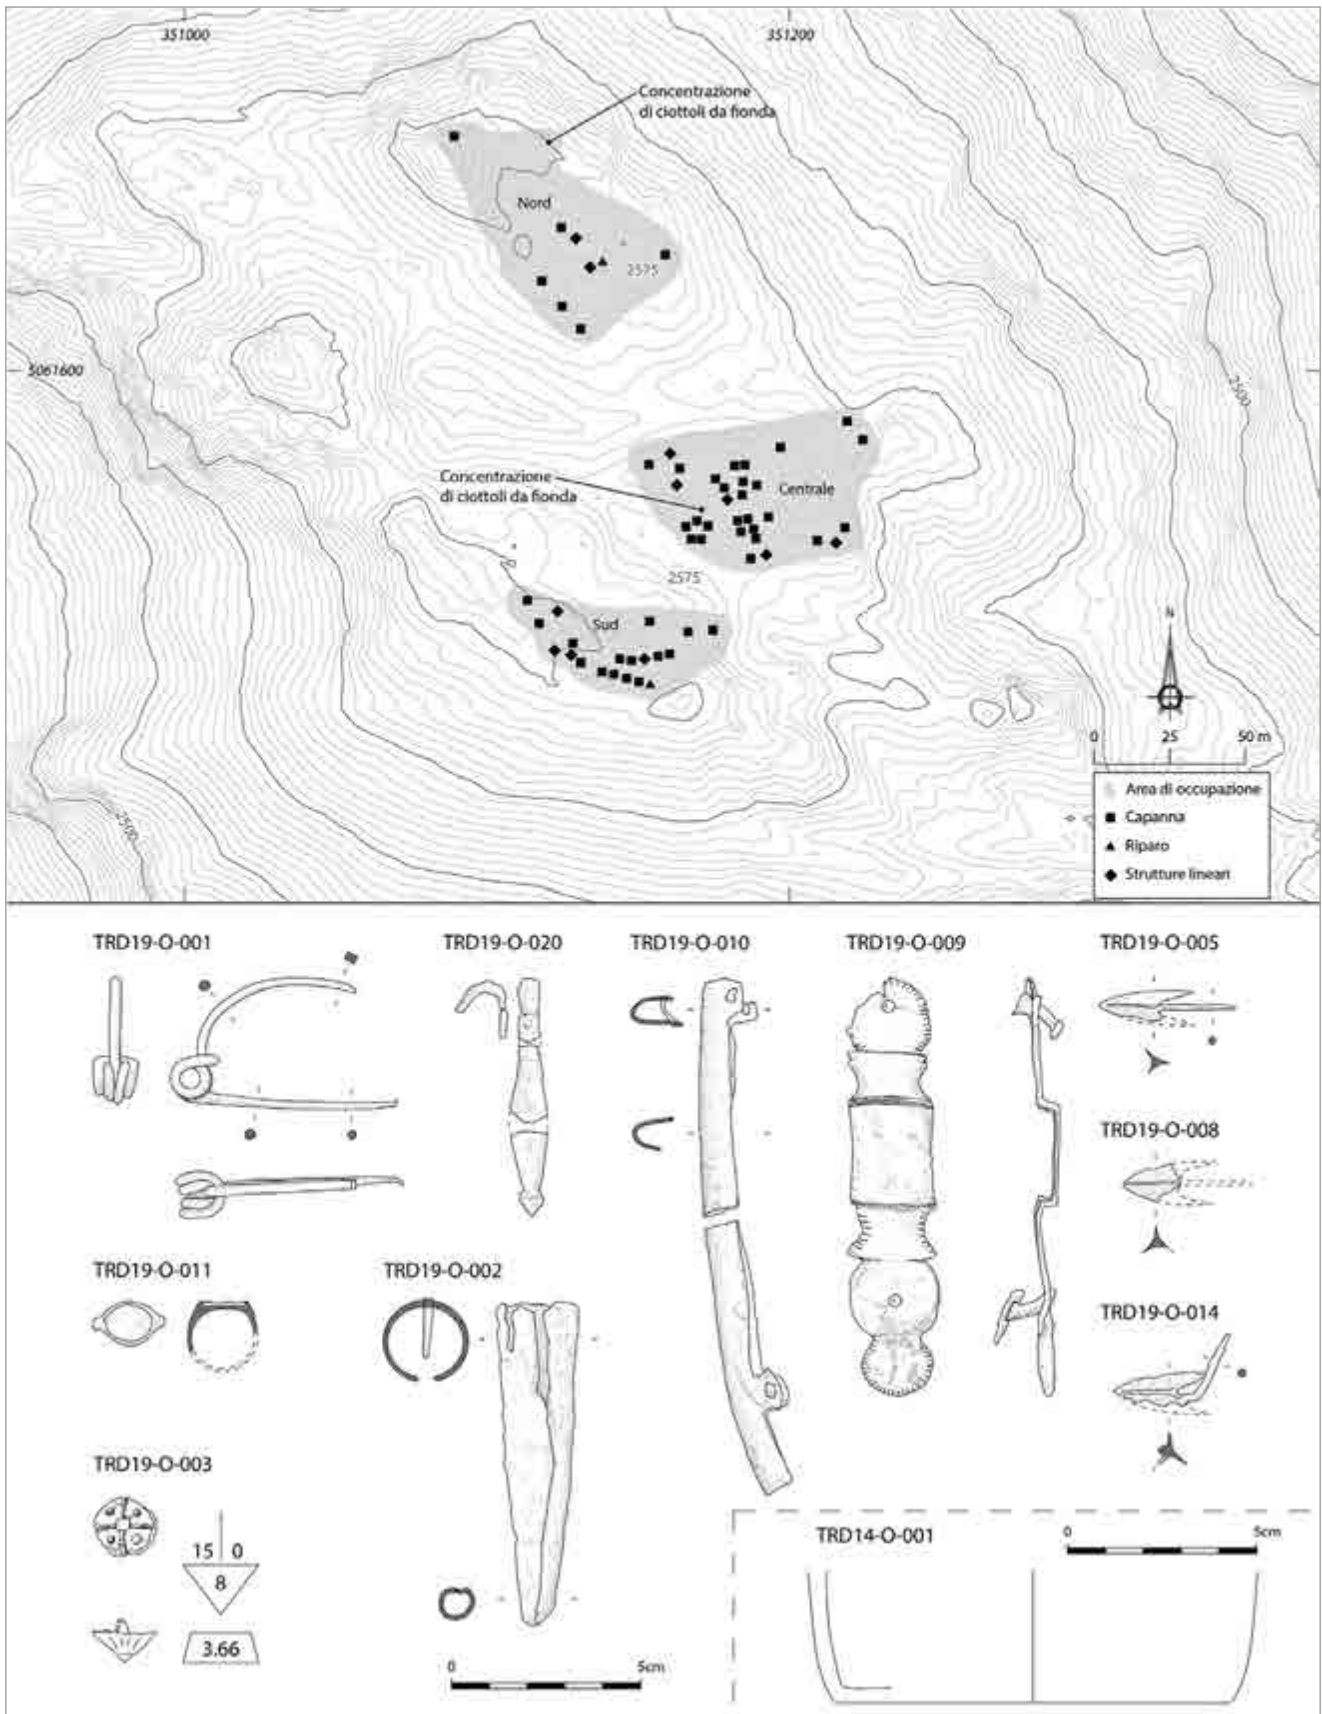 351000
351200
Concentrazione
di ciottoli da fionda
Nord
2575
5061600
2500
Concentrazione
di ciottoli da fionda
Centrale
2575
Sud
N
0 25 50 m
Area di occupazione
Capanna
Riparo
Strutture lineari
2500
TRD19-O-001
TRD19-O-020
TRD19-O-010
TRD19-O-009
TRD19-O-005
TRD19-O-008
TRD19-O-011
TRD19-O-002
TRD19-O-014
TRD19-O-003
15 0
8
3.66
0 5cm
TRD14-O-001
0 5cm